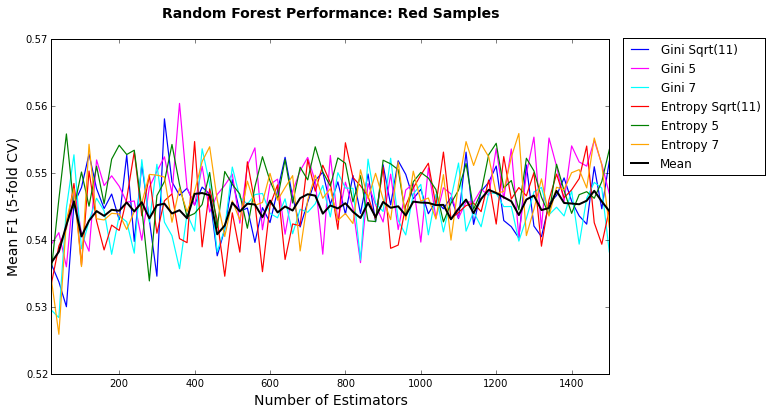 Random Forest Performance: Red Samples
0.57
0.56
0.55
0.54
0.53
0.52
Mean F1 (5-fold CV)
200
400
600
800
1000
1200
1400
Number of Estimators
Gini Sqrt(11)
Gini 5
Gini 7
Entropy Sqrt(11)
Entropy 5
Entropy 7
Mean